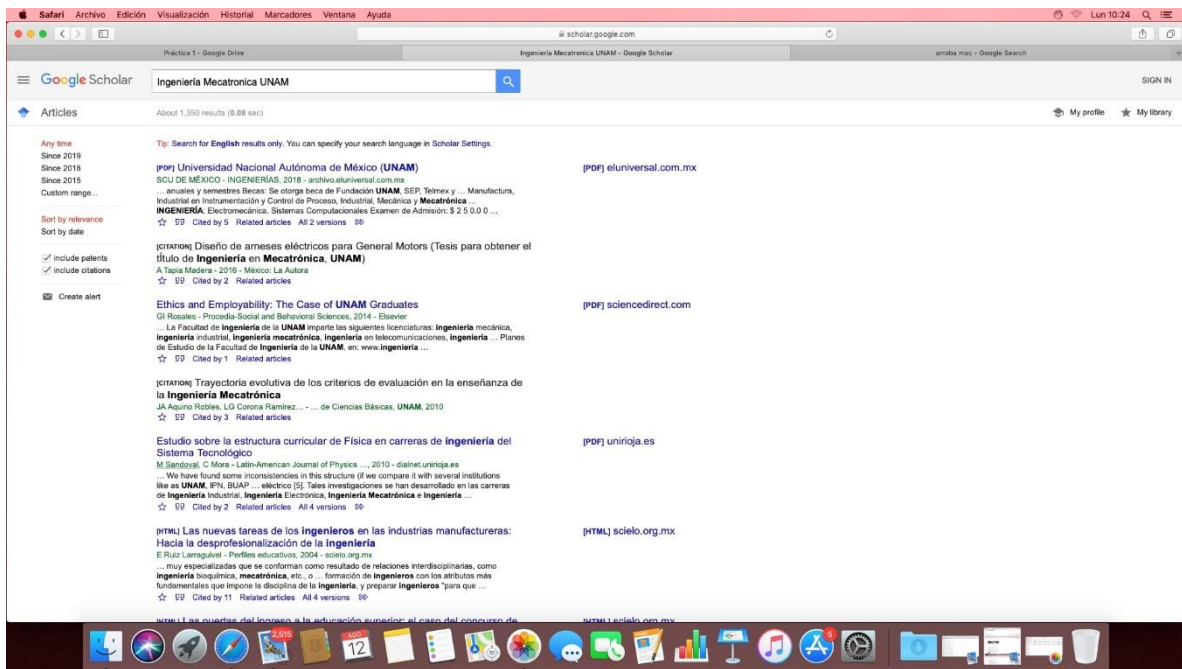 Safari Archivo Edición Visualización Historial Marcadores Ventana Ayuda
Lun 10:24
scholar.google.com
Práctica 1 - Google Drive
Ingeniería Mecatronica UNAM - Google Scholar
arroba mac - Google Search
Google Scholar
Ingeniería Mecatronica UNAM
SIGN IN
Articles
About 1,350 results (0.08 sec)
My profile
My library
Any time
Since 2019
Since 2018
Since 2015
Custom range...
Sort by relevance
Sort by date
include patents
include citations
Create alert
Tip: Search for English results only. You can specify your search language in Scholar Settings.
[PDF] Universidad Nacional Autónoma de México (UNAM)
[PDF] eluniversal.com.mx
SCU DE MÉXICO - INGENIERÍAS, 2018 - archivo.eluniversal.com.mx
... anuales y semestres Becas: Se otorga beca de Fundación UNAM, SEP, Telmex y ... Manufactura,
Industrial en Instrumentación y Control de Proceso, Industrial, Mecánica y Mecatrónica ...
INGENIERÍA: Electromecánica, Sistemas Computacionales Examen de Admisión: $ 2 5 0.0 0 ...
Cited by 5 Related articles All 2 versions
[CITATION] Diseño de arneses eléctricos para General Motors (Tesis para obtener el
título de Ingeniería en Mecatrónica, UNAM)
A Tapia Madera - 2016 - México: La Autora
Cited by 2 Related articles
Ethics and Employability: The Case of UNAM Graduates
[PDF] sciencedirect.com
GI Rosales - Procedia-Social and Behavioral Sciences, 2014 - Elsevier
... La Facultad de ingeniería de la UNAM imparte las siguientes licenciaturas: ingeniería mecánica,
ingeniería industrial, ingeniería mecatrónica, ingeniería en telecomunicaciones, ingeniería ... Planes
de Estudio de la Facultad de Ingeniería de la UNAM, en: www.ingenieria ...
Cited by 1 Related articles
[CITATION] Trayectoria evolutiva de los criterios de evaluación en la enseñanza de
la Ingeniería Mecatrónica
JA Aquino Robles, LG Corona Ramírez... - ... de Ciencias Básicas, UNAM, 2010
Cited by 3 Related articles
Estudio sobre la estructura curricular de Física en carreras de ingeniería del
Sistema Tecnológico
[PDF] unirioja.es
M Sandoval, C Mora - Latin-American Journal of Physics ..., 2010 - dialnet.unirioja.es
... We have found some inconsistencies in this structure (if we compare it with several institutions
like as UNAM, IPN, BUAP ... eléctrico [5]. Tales investigaciones se han desarrollado en las carreras
de Ingeniería Industrial, Ingeniería Electrónica, Ingeniería Mecatrónica e Ingeniería ...
Cited by 2 Related articles All 4 versions
[HTML] Las nuevas tareas de los ingenieros en las industrias manufactureras:
Hacia la desprofesionalización de la ingeniería
[HTML] scielo.org.mx
E Ruiz Larraguivel - Perfiles educativos, 2004 - scielo.org.mx
... muy especializadas que se conforman como resultado de relaciones interdisciplinarias, como
ingeniería bioquímica, mecatrónica, etc., o ... formación de ingenieros con los atributos más
fundamentales que impone la disciplina de la ingeniería, y preparar ingenieros "para que ...
Cited by 11 Related articles All 4 versions
[HTML] Las puertas del ingreso a la educación superior: el caso del concurso de
[HTML] scielo.org.mx
2,515
AGO
12
5